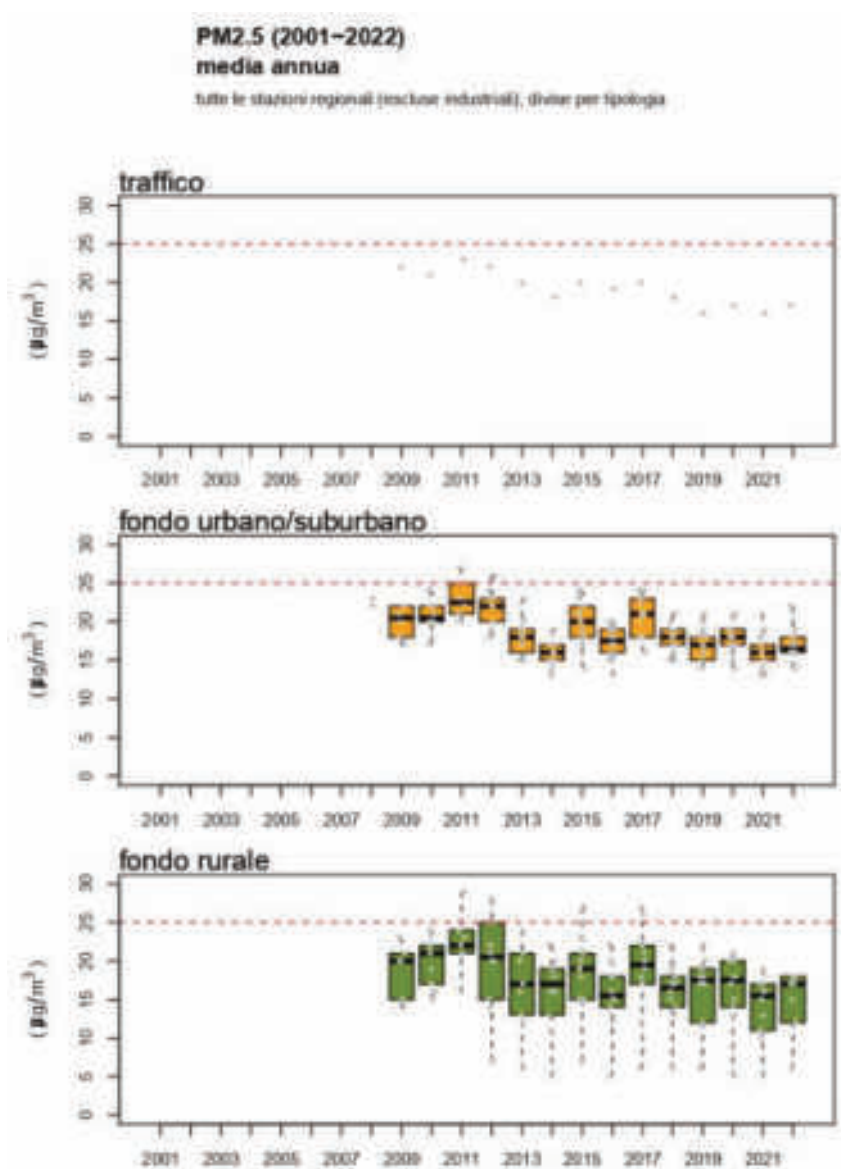 PM2.5 (2001−2022)
media annua
tutte le stazioni regionali (escluse industriali), divise per tipologia
traffico
30
25
20
15
10
5
0
(µg/m³)
2001 2003 2005 2007 2009 2011 2013 2015 2017 2019 2021
fondo urbano/suburbano
30
25
20
15
10
5
0
(µg/m³)
2001 2003 2005 2007 2009 2011 2013 2015 2017 2019 2021
fondo rurale
30
25
20
15
10
5
0
(µg/m³)
2001 2003 2005 2007 2009 2011 2013 2015 2017 2019 2021